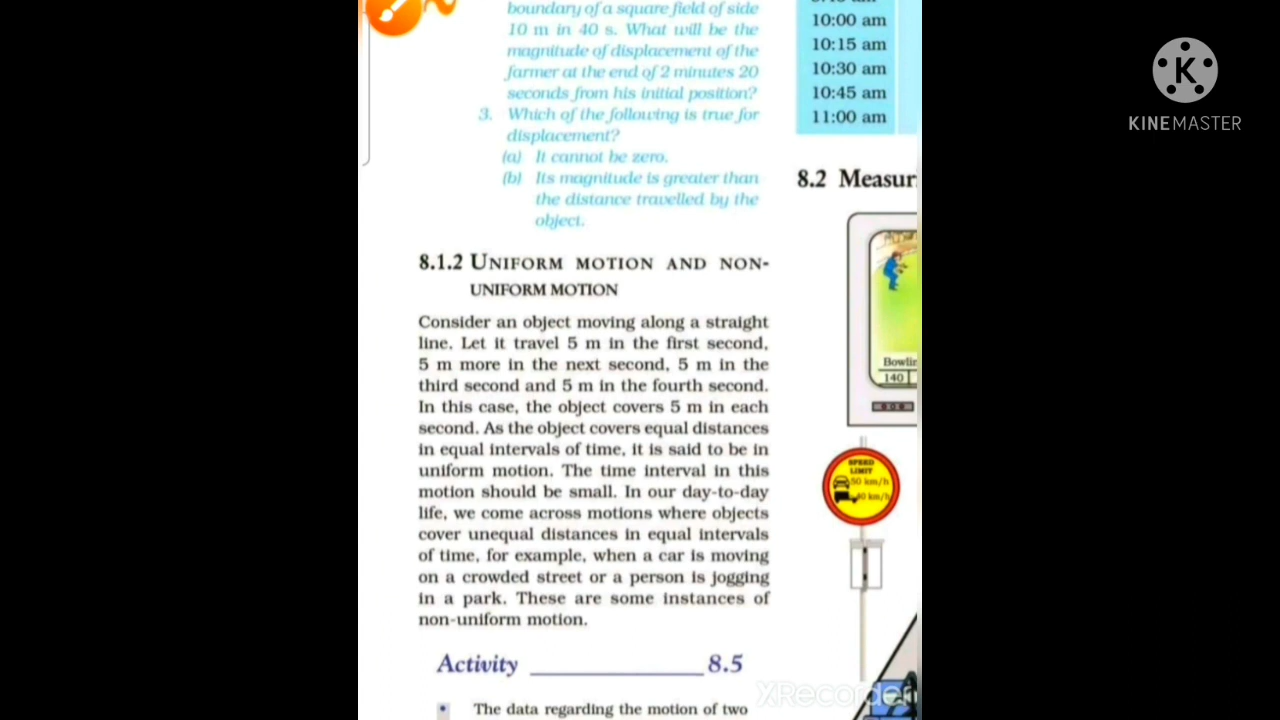 boundary of a square field of side
10 m in 40 s. What will be the
magnitude of displacement of the
farmer at the end of 2 minutes 20
seconds from his initial position?
3. Which of the following is true for
displacement?
(a) It cannot be zero.
(b) Its magnitude is greater than
the distance travelled by the
object.
8.1.2 UNIFORM MOTION AND NON-
UNIFORM MOTION
Consider an object moving along a straight
line. Let it travel 5 m in the first second,
5 m more in the next second, 5 m in the
third second and 5 m in the fourth second.
In this case, the object covers 5 m in each
second. As the object covers equal distances
in equal intervals of time, it is said to be in
uniform motion. The time interval in this
motion should be small. In our day-to-day
life, we come across motions where objects
cover unequal distances in equal intervals
of time, for example, when a car is moving
on a crowded street or a person is jogging
in a park. These are some instances of
non-uniform motion.
Activity 8.5
• The data regarding the motion of two
10:00 am
10:15 am
10:30 am
10:45 am
11:00 am
8.2 Measur
Bowlin
140
SPEED
LIMIT
50 km/h
40 km/h
XRecorder
K
KINEMASTER